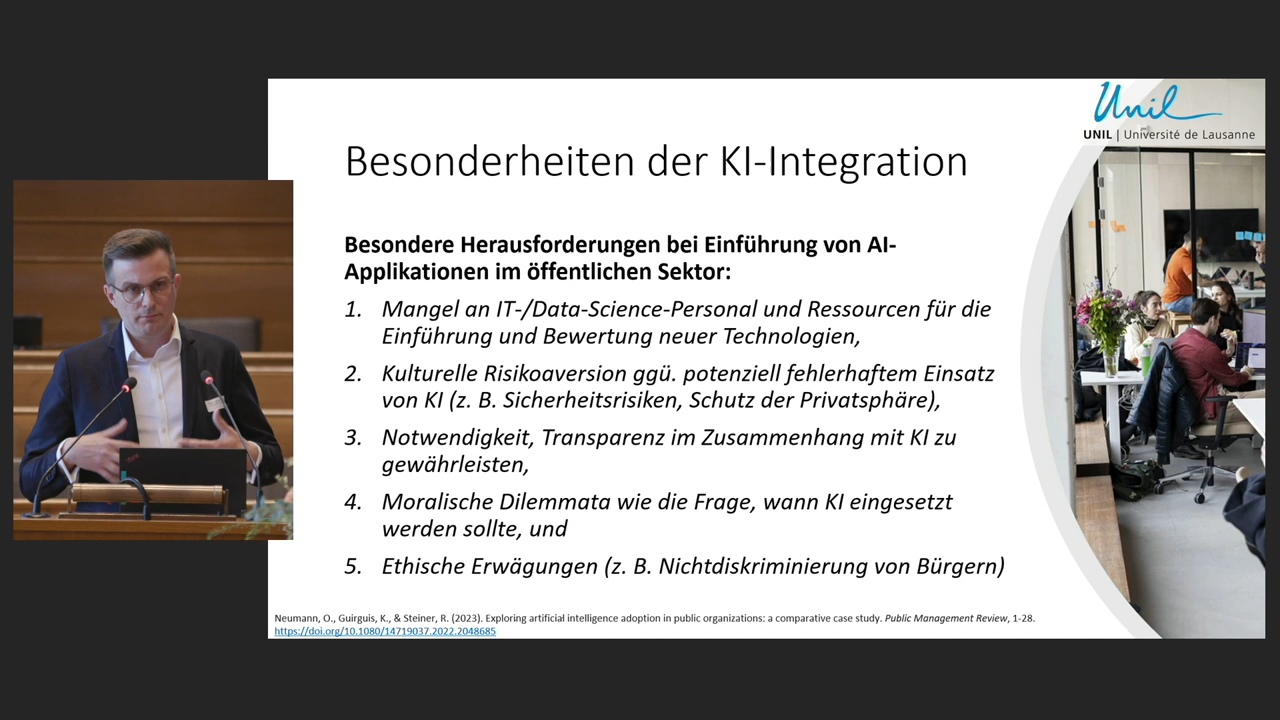 Unil
UNIL | Université de Lausanne
Besonderheiten der KI-Integration
Besondere Herausforderungen bei Einführung von AI-
Applikationen im öffentlichen Sektor:
1. Mangel an IT-/Data-Science-Personal und Ressourcen für die
Einführung und Bewertung neuer Technologien,
2. Kulturelle Risikoaversion ggü. potenziell fehlerhaftem Einsatz
von KI (z. B. Sicherheitsrisiken, Schutz der Privatsphäre),
3. Notwendigkeit, Transparenz im Zusammenhang mit KI zu
gewährleisten,
4. Moralische Dilemmata wie die Frage, wann KI eingesetzt
werden sollte, und
5. Ethische Erwägungen (z. B. Nichtdiskriminierung von Bürgern)
Neumann, O., Guirguis, K., & Steiner, R. (2023). Exploring artificial intelligence adoption in public organizations: a comparative case study. Public Management Review, 1-28.
https://doi.org/10.1080/14719037.2022.2048685